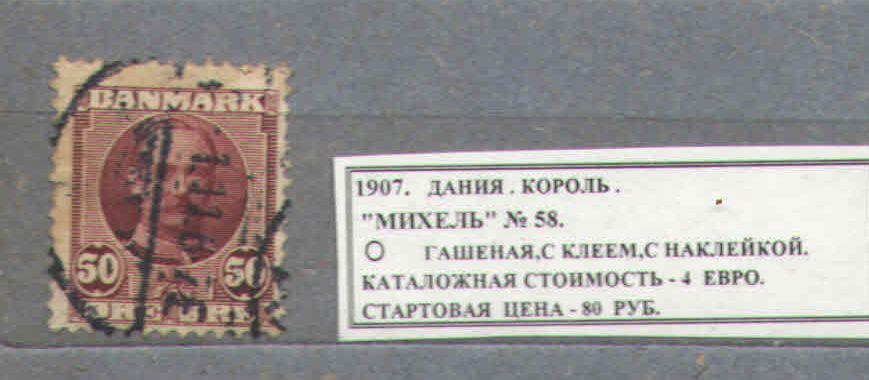 DANMARK
50 50
ØRE ØRE
1907. ДАНИЯ . КОРОЛЬ .
"МИХЕЛЬ" № 58.
О ГАШЕНАЯ,С КЛЕЕМ,С НАКЛЕЙКОЙ.
КАТАЛОЖНАЯ СТОИМОСТЬ - 4 ЕВРО.
СТАРТОВАЯ ЦЕНА - 80 РУБ.